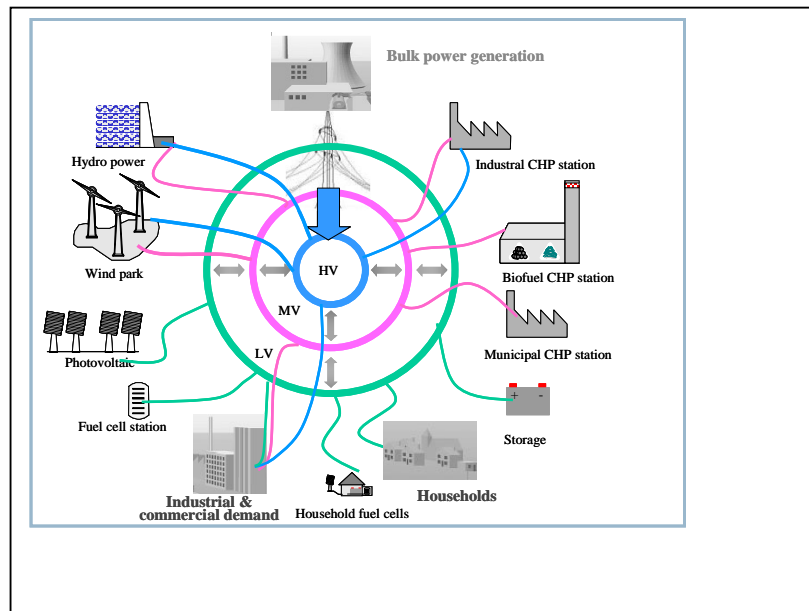 Bulk power generation
Hydro power
Industral CHP station
Wind park
HV
Biofuel CHP station
MV
LV
Photovoltaic
Municipal CHP station
Fuel cell station
+ -
Storage
Industrial &
commercial demand
Households
Household fuel cells